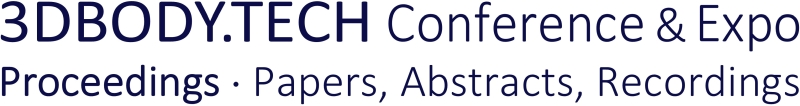 3DBODY.TECH Conference & Expo
Proceedings · Papers, Abstracts, Recordings